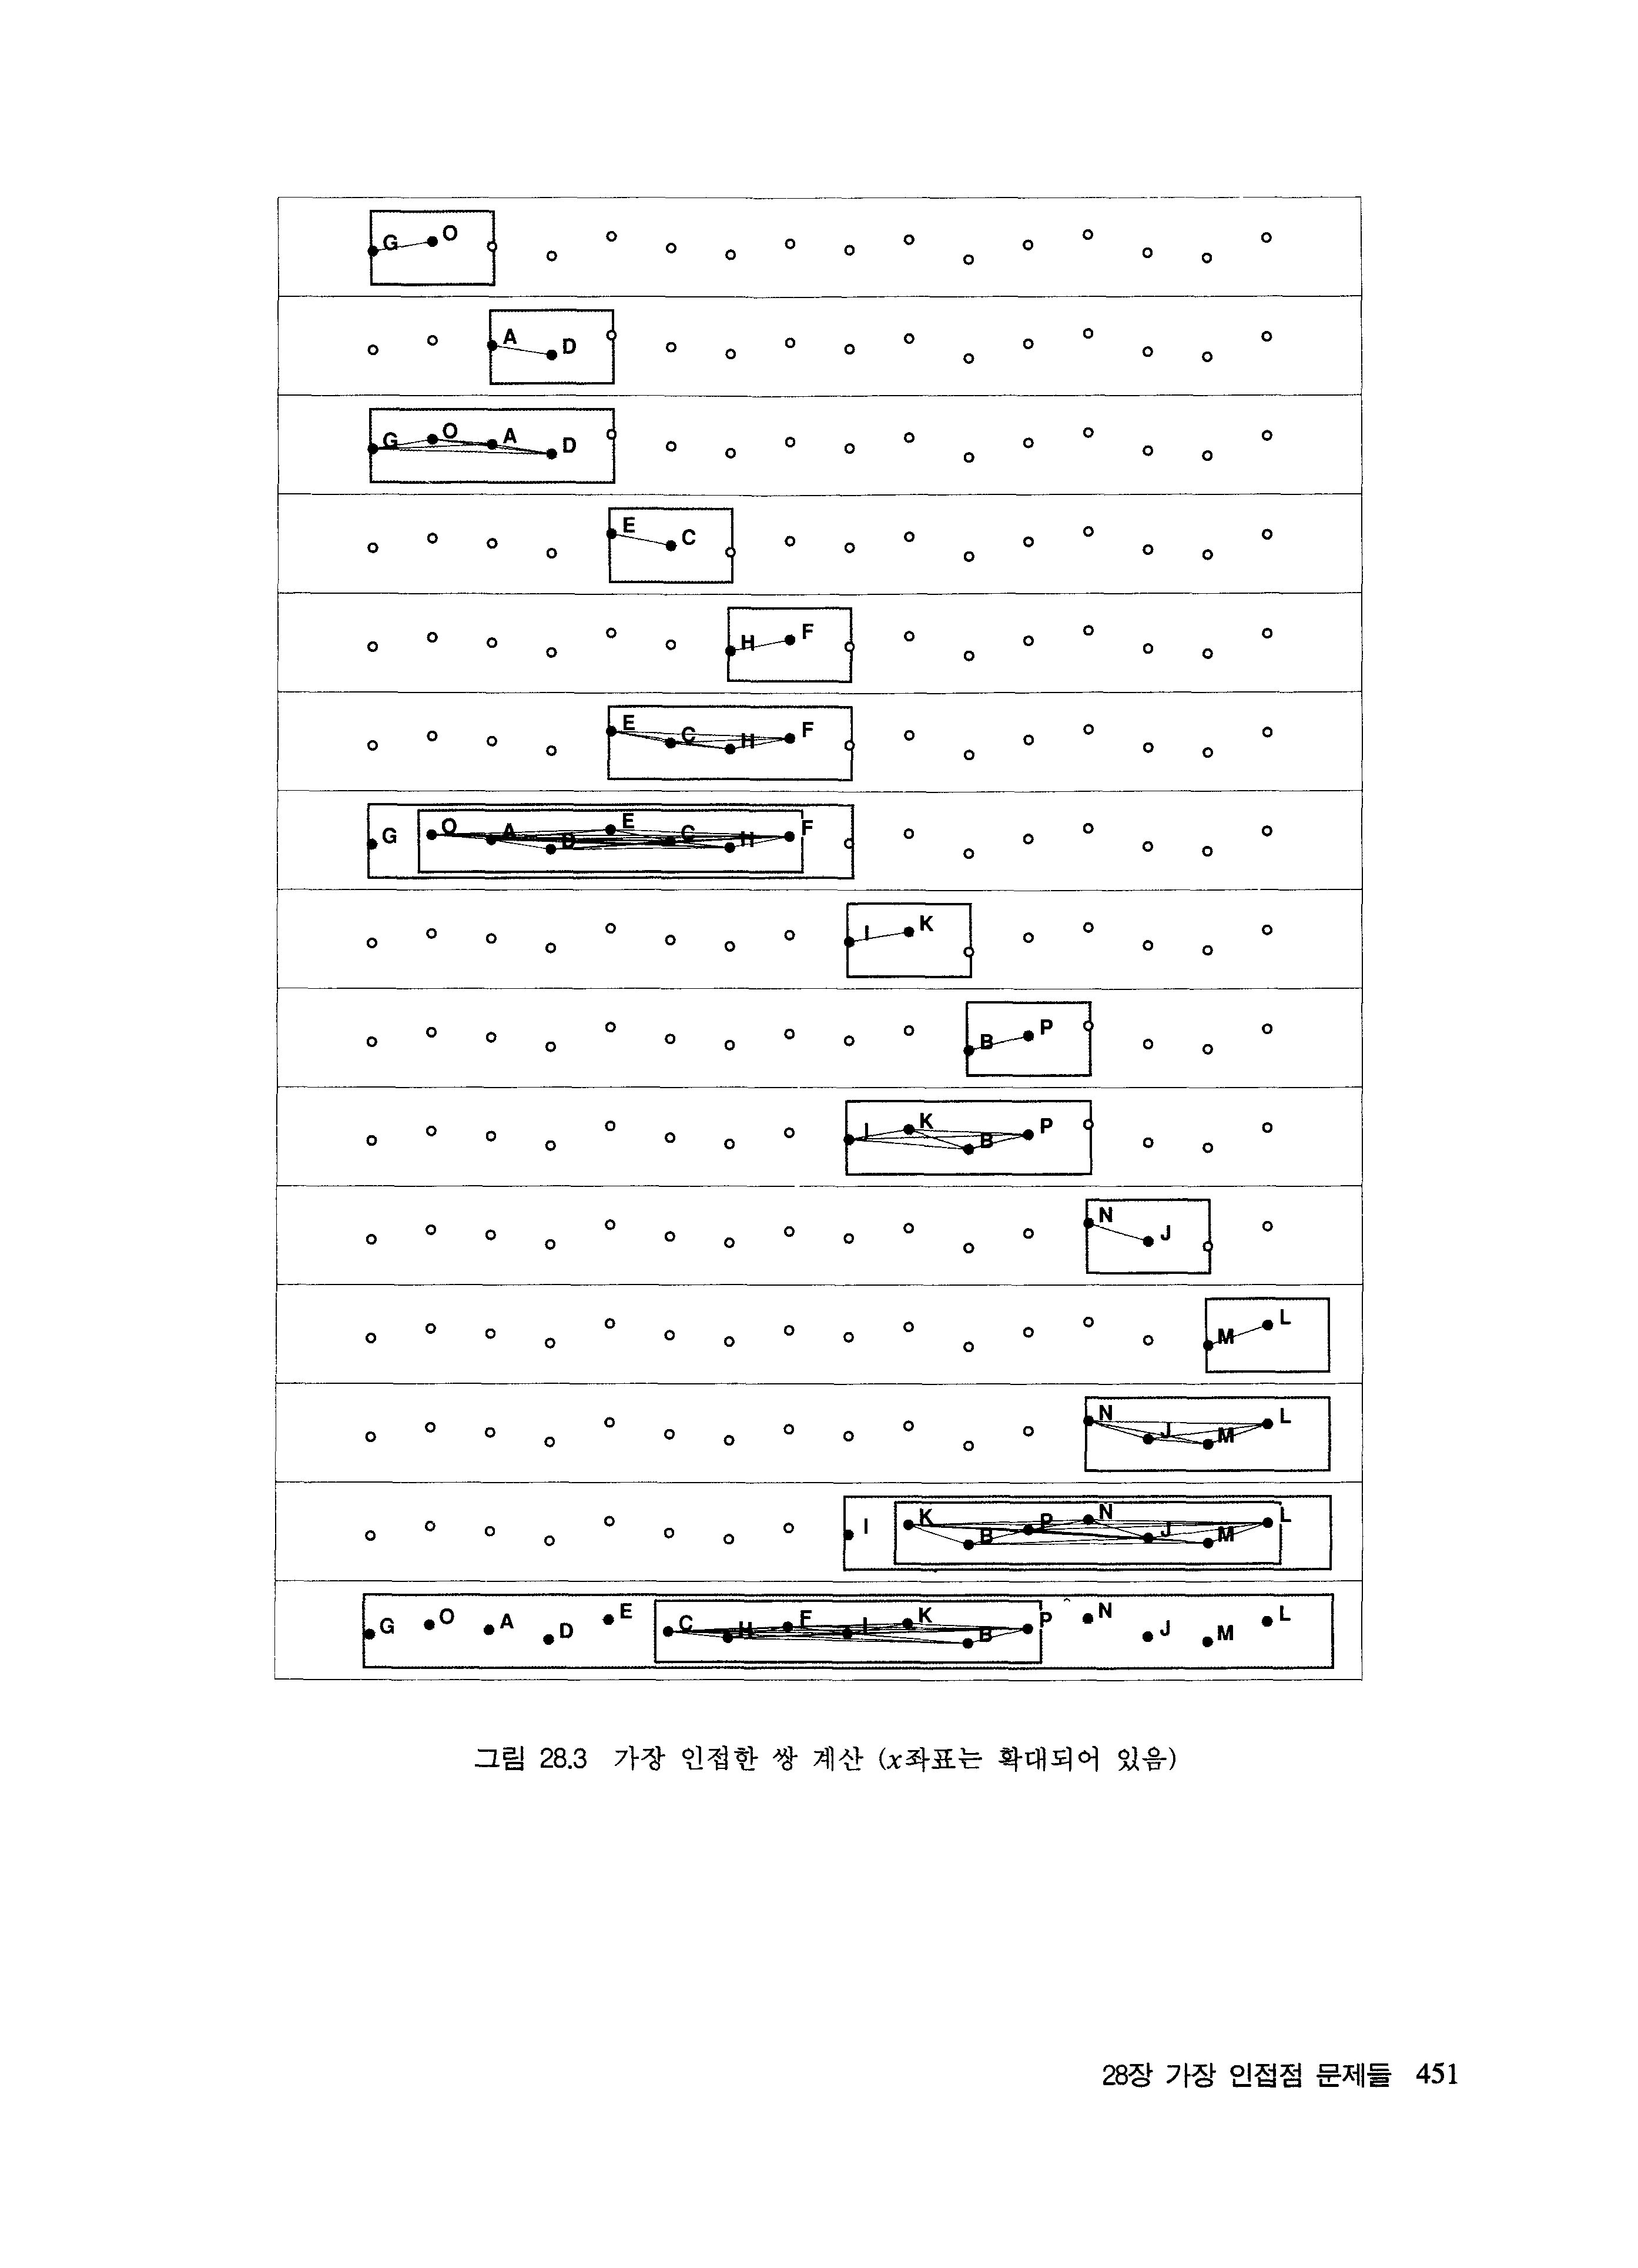 G O
A D
G O A D
E C
H F
E C H F
G O A D E C H F
I K
B P
I K B P
N J
M L
N J M L
I K B P N J M L
G O A D E C H F I K B P N J M L
그림 28.3 가장 인접한 쌍 계산 (x좌표는 확대되어 있음)
28장 가장 인접점 문제들 451